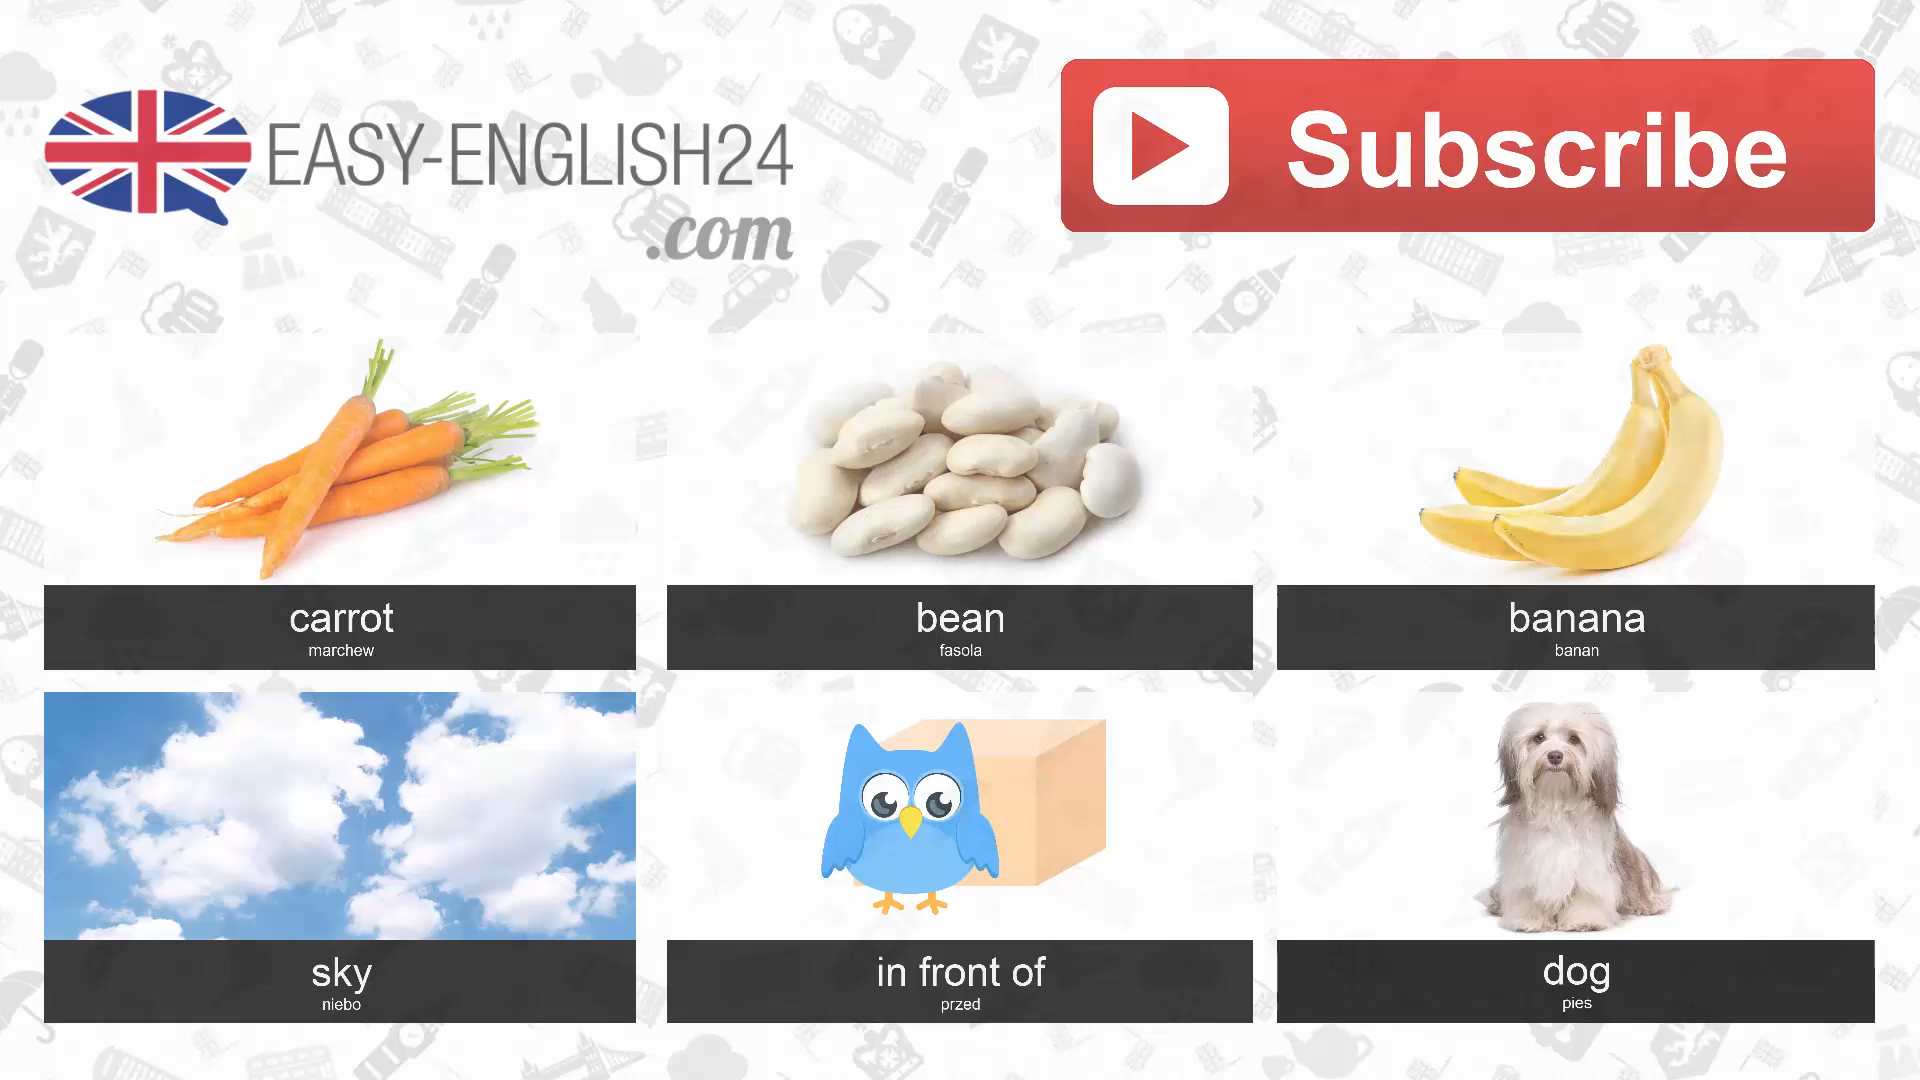 EASY-ENGLISH24
.com
Subscribe
carrot
marchew
bean
fasola
banana
banan
sky
niebo
in front of
przed
dog
pies